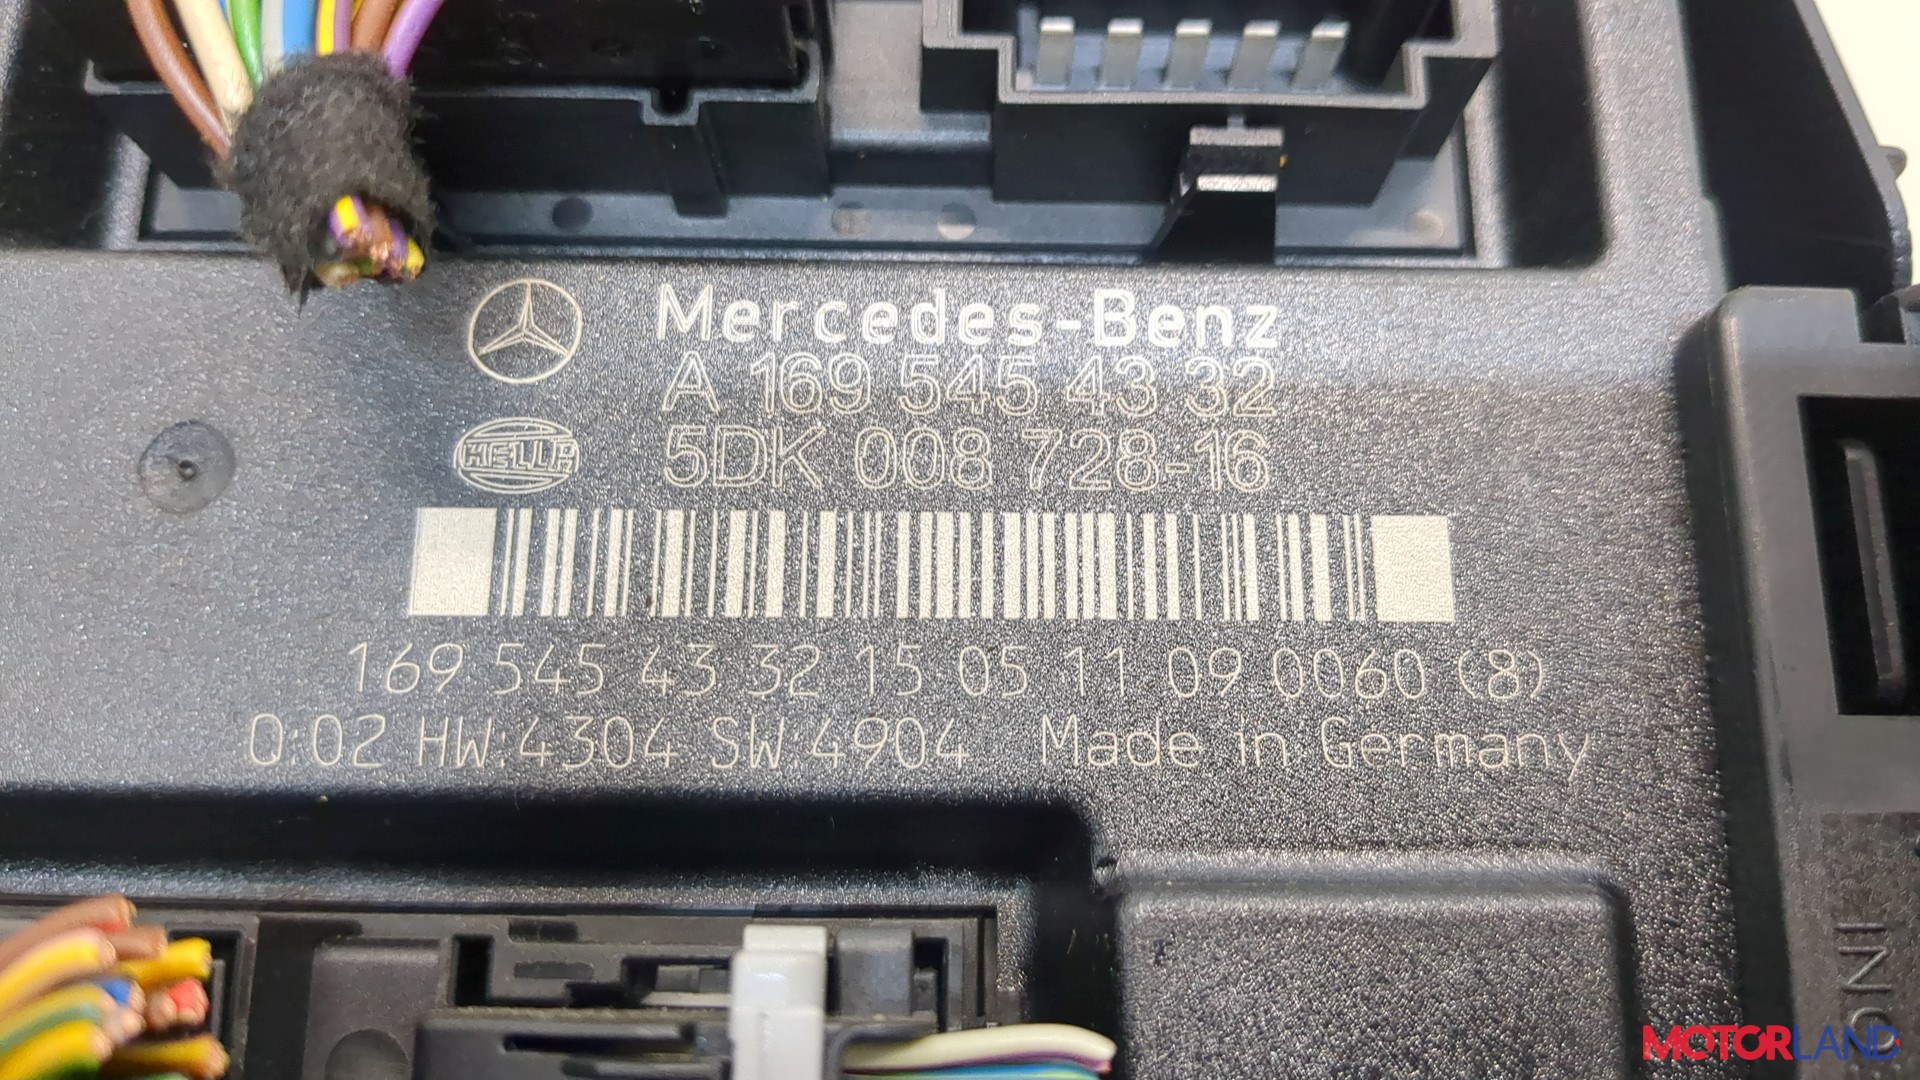 Mercedes-Benz
A 169 545 43 32
HELLA 5DK 008 728-16
169 545 43 32 15 05 11 09 0060 (8)
Q:02 HW:4304 SW:4904 Made in Germany
MOTORLAND